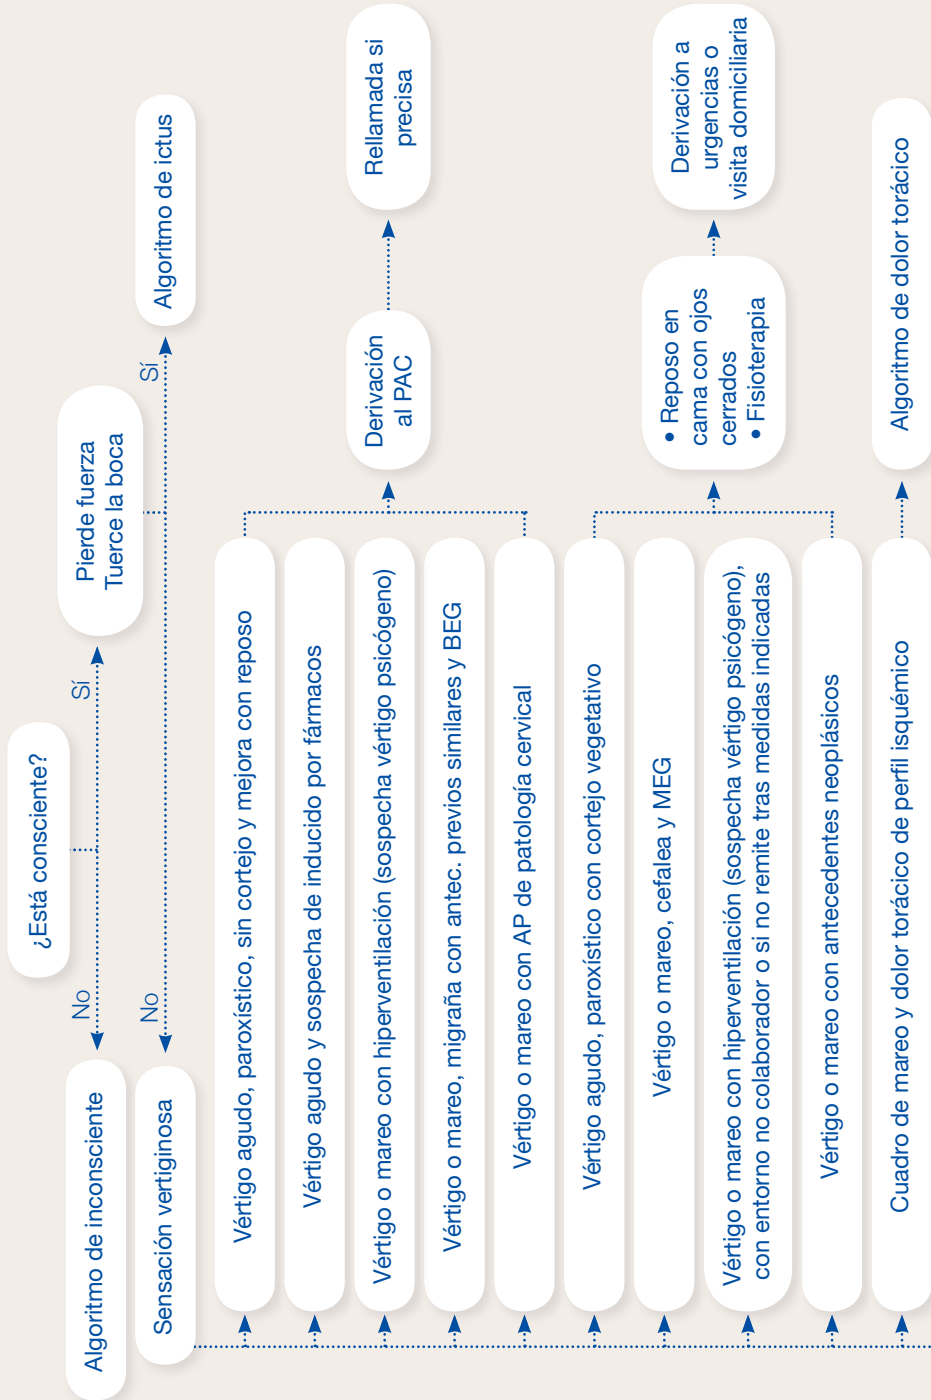 ¿Está consciente?
No
Sí
Algoritmo de inconsciente
Pierde fuerza
Tuerce la boca
No
Sí
Sensación vertiginosa
Algoritmo de ictus
Vértigo agudo, paroxístico, sin cortejo y mejora con reposo
Vértigo agudo y sospecha de inducido por fármacos
Vértigo o mareo con hiperventilación (sospecha vértigo psicógeno)
Vértigo o mareo, migraña con antec. previos similares y BEG
Vértigo o mareo con AP de patología cervical
Derivación
al PAC
Rellamada si
precisa
Vértigo agudo, paroxístico con cortejo vegetativo
Vértigo o mareo, cefalea y MEG
Vértigo o mareo con hiperventilación (sospecha vértigo psicógeno),
con entorno no colaborador o si no remite tras medidas indicadas
Vértigo o mareo con antecedentes neoplásicos
• Reposo en
cama con ojos
cerrados
• Fisioterapia
Derivación a
urgencias o
visita domiciliaria
Cuadro de mareo y dolor torácico de perfil isquémico
Algoritmo de dolor torácico